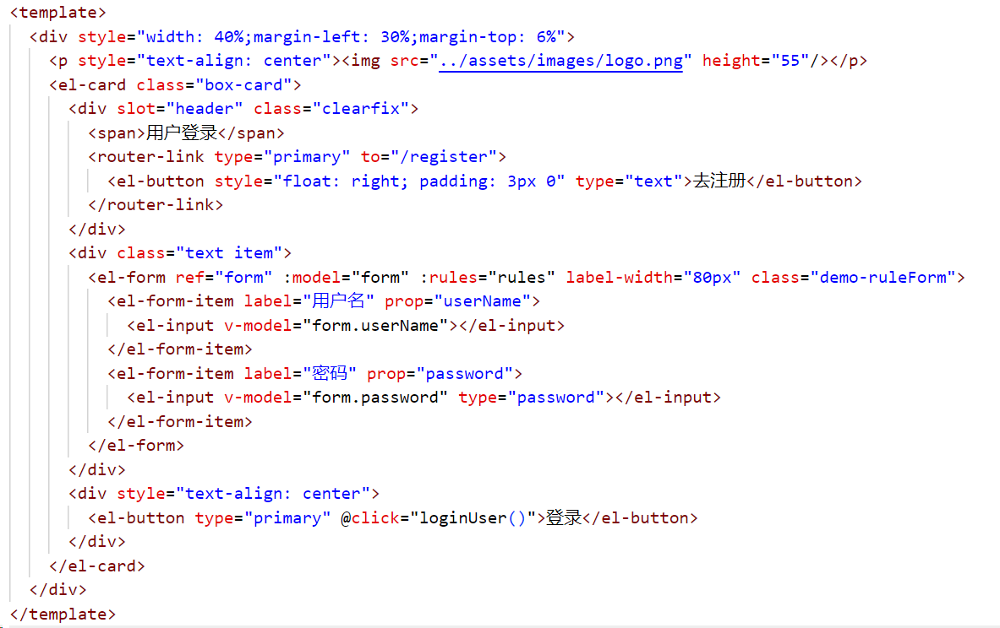 <template>
<div style="width: 40%;margin-left: 30%;margin-top: 6%">
<p style="text-align: center"><img src="../assets/images/logo.png" height="55"/></p>
<el-card class="box-card">
<div slot="header" class="clearfix">
<span>用户登录</span>
<router-link type="primary" to="/register">
<el-button style="float: right; padding: 3px 0" type="text">去注册</el-button>
</router-link>
</div>
<div class="text item">
<el-form ref="form" :model="form" :rules="rules" label-width="80px" class="demo-ruleForm">
<el-form-item label="用户名" prop="userName">
<el-input v-model="form.userName"></el-input>
</el-form-item>
<el-form-item label="密码" prop="password">
<el-input v-model="form.password" type="password"></el-input>
</el-form-item>
</el-form>
</div>
<div style="text-align: center">
<el-button type="primary" @click="loginUser()">登录</el-button>
</div>
</el-card>
</div>
</template>